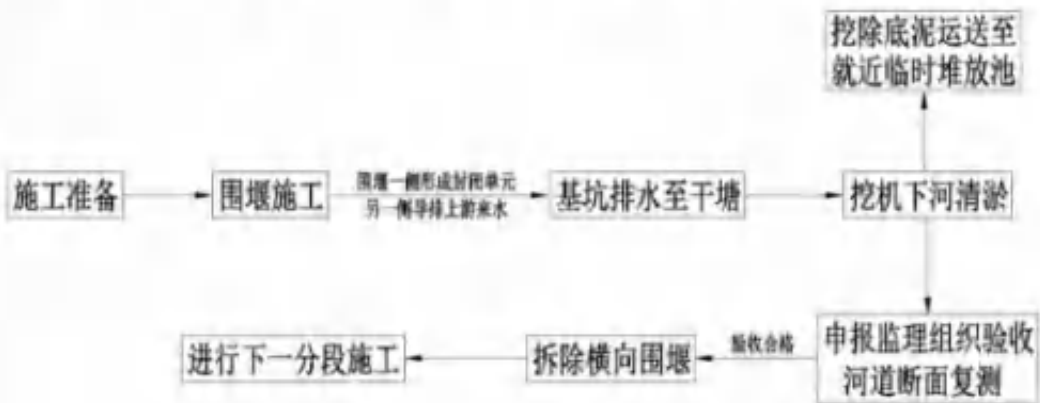 挖除底泥运送至
就近临时堆放池
施工准备
围堰施工
围堰一侧形成封闭单元
另一侧导排上游来水
基坑排水至干塘
挖机下河清淤
申报监理组织验收
河道断面复测
验收合格
拆除横向围堰
进行下一分段施工